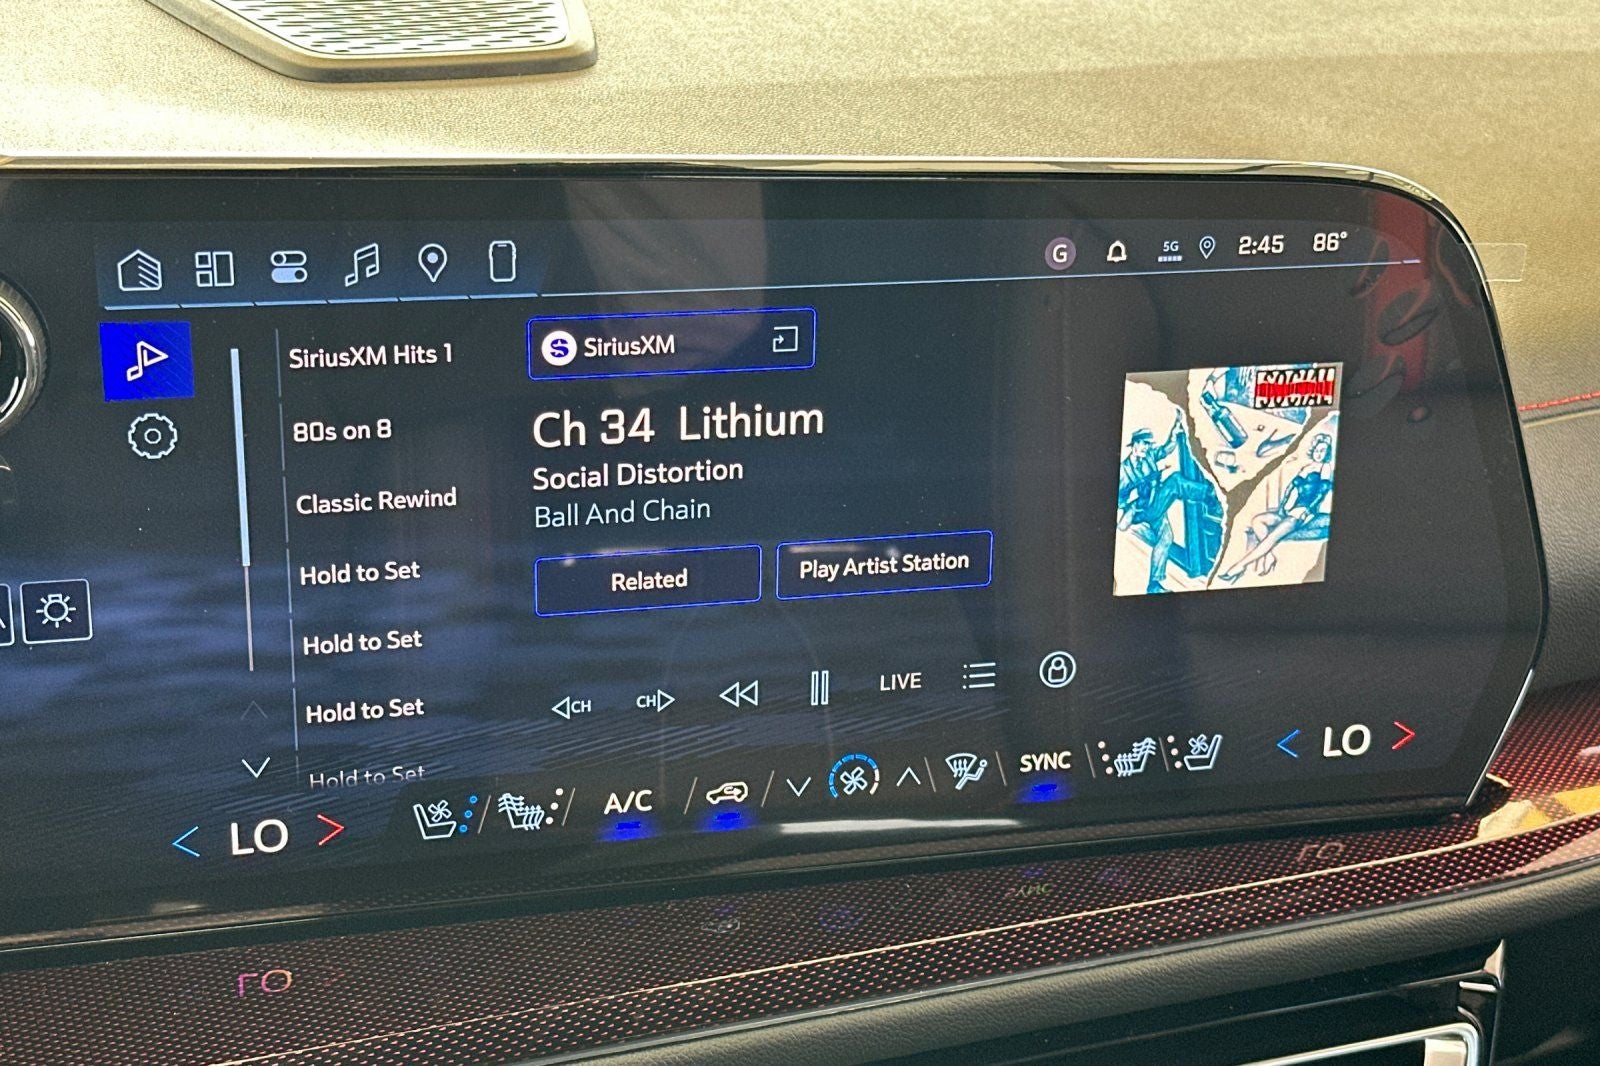 G
5G
2:45
86°
SiriusXM Hits 1
80s on 8
Classic Rewind
Hold to Set
Hold to Set
Hold to Set
Hold to Set
SiriusXM
Ch 34 Lithium
Social Distortion
Ball And Chain
Related
Play Artist Station
SOCIAL
CH
CH
LIVE
LO
A/C
SYNC
LO